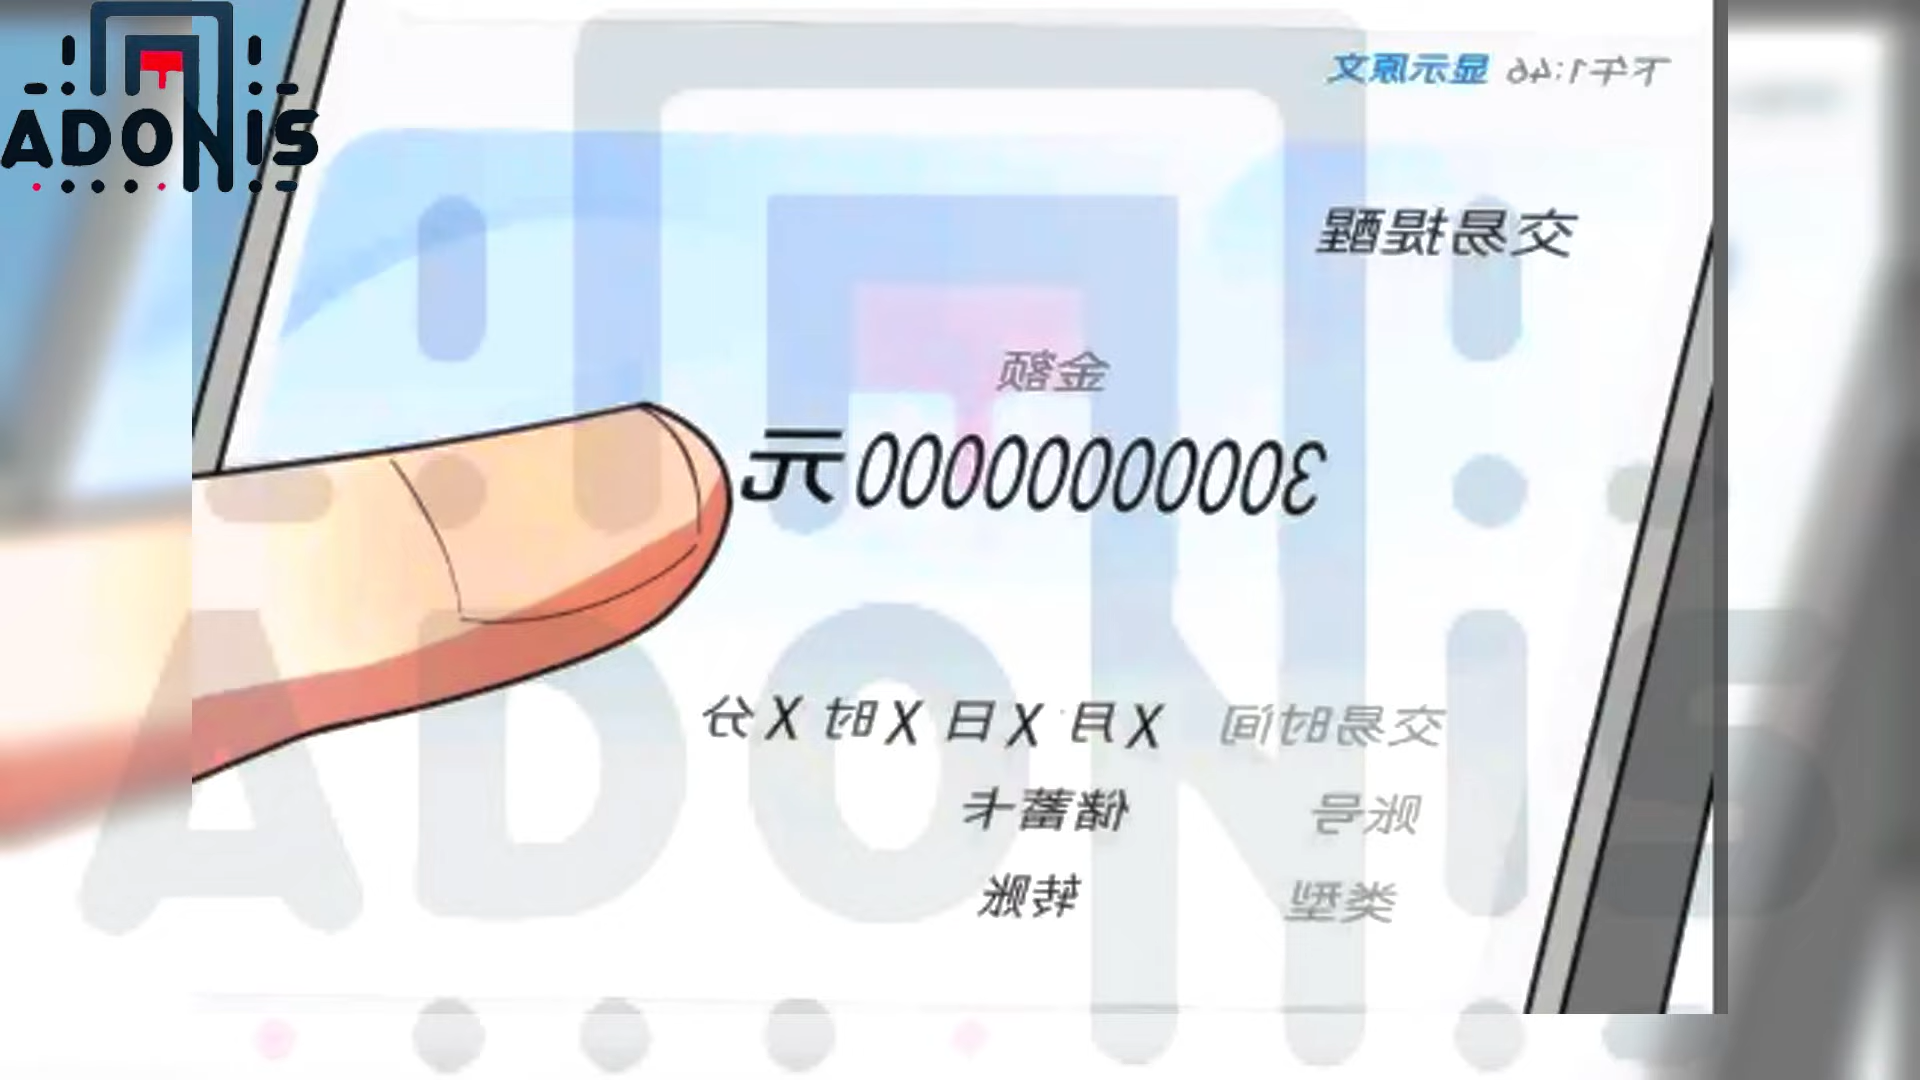 ADONIS
下午1:46 显示原文
交易提醒
金额
30000000000元
交易时间 X月X日X时X分
账号 储蓄卡
类型 转账
ADONIS